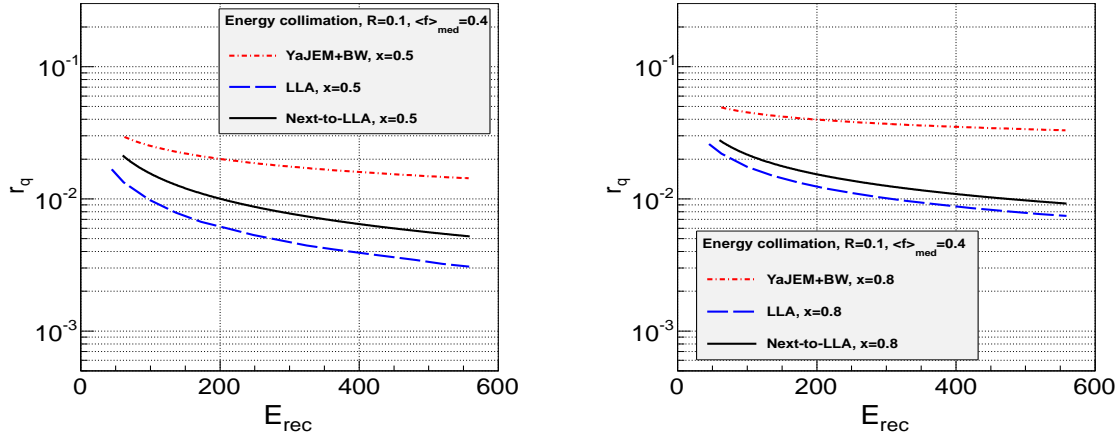 Energy collimation, R=0.1, <f>med=0.4
YaJEM+BW, x=0.5
LLA, x=0.5
Next-to-LLA, x=0.5
10^-1
10^-2
10^-3
r_q
0 200 400 600
E_rec
10^-1
10^-2
10^-3
r_q
Energy collimation, R=0.1, <f>med=0.4
YaJEM+BW, x=0.8
LLA, x=0.8
Next-to-LLA, x=0.8
0 200 400 600
E_rec